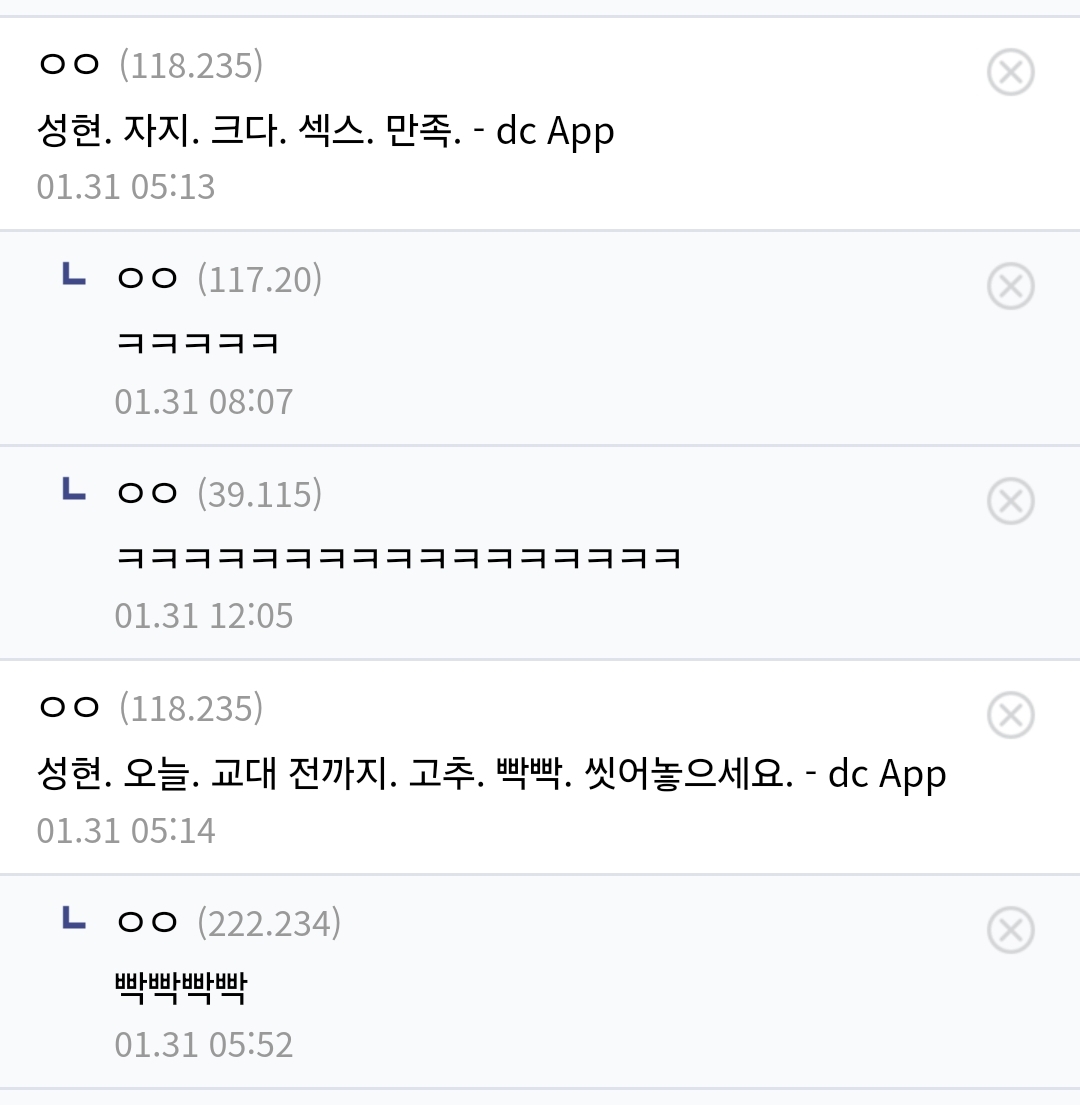 ㅇㅇ (118.235)
성현. 자지. 크다. 섹스. 만족. - dc App
01.31 05:13
ㅇㅇ (117.20)
ㅋㅋㅋㅋㅋ
01.31 08:07
ㅇㅇ (39.115)
ㅋㅋㅋㅋㅋㅋㅋㅋㅋㅋㅋㅋㅋㅋㅋㅋㅋ
01.31 12:05
ㅇㅇ (118.235)
성현. 오늘. 교대 전까지. 고추. 빡빡. 씻어놓으세요. - dc App
01.31 05:14
ㅇㅇ (222.234)
빡빡빡빡
01.31 05:52